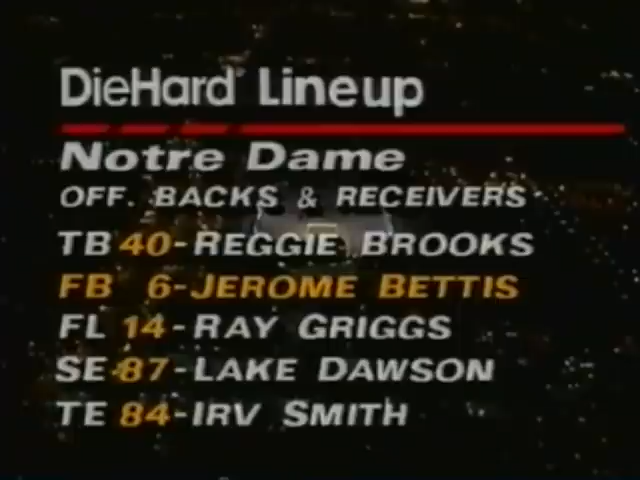 DieHard Lineup
Notre Dame
OFF. BACKS & RECEIVERS
TB 40-REGGIE BROOKS
FB 6-JEROME BETTIS
FL 14-RAY GRIGGS
SE 87-LAKE DAWSON
TE 84-IRV SMITH